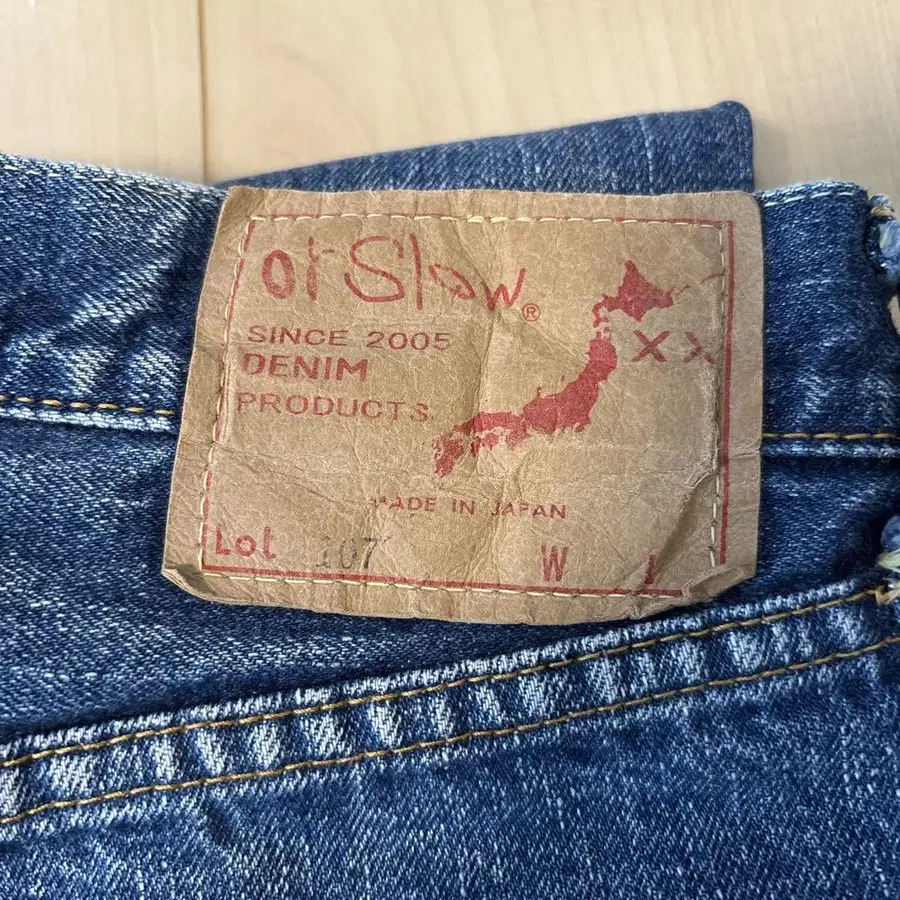 orSlow®
SINCE 2005
DENIM
PRODUCTS
XX
MADE IN JAPAN
Lot 107 W L